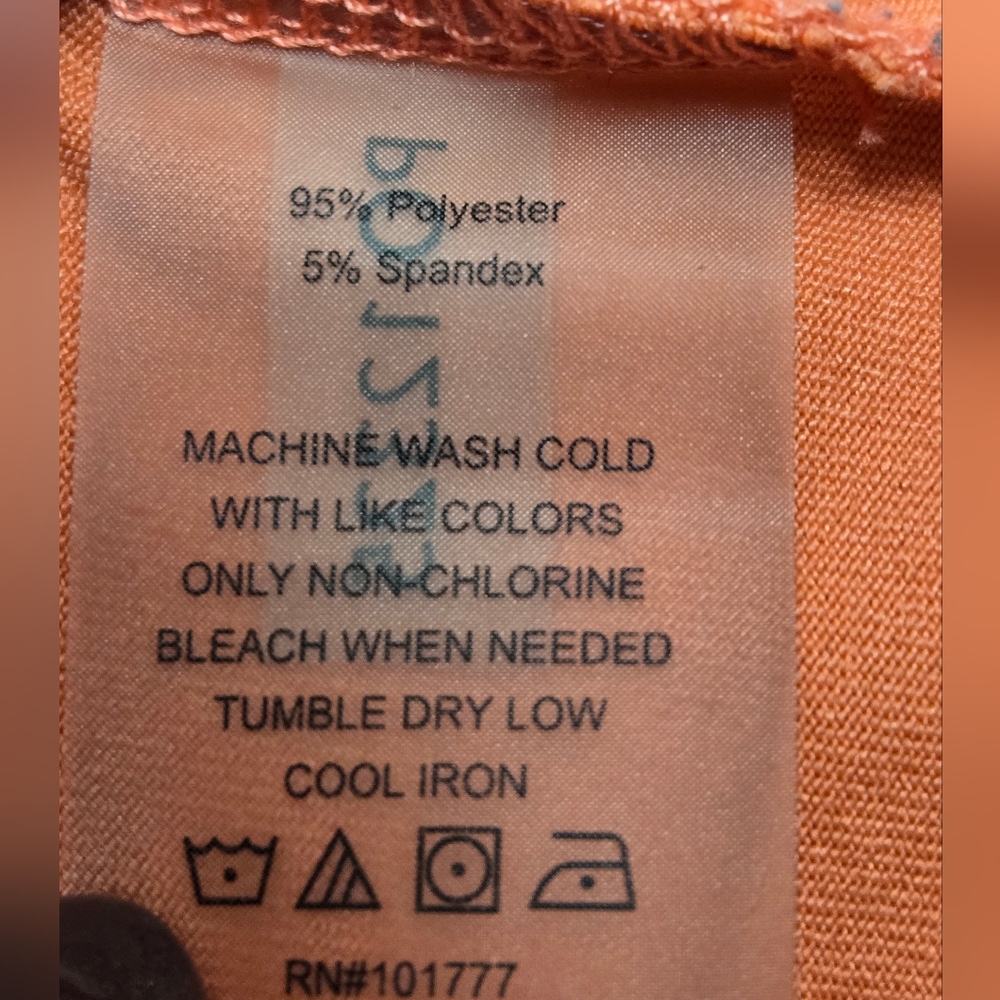 95% Polyester
5% Spandex
MACHINE WASH COLD
WITH LIKE COLORS
ONLY NON-CHLORINE
BLEACH WHEN NEEDED
TUMBLE DRY LOW
COOL IRON
RN#101777